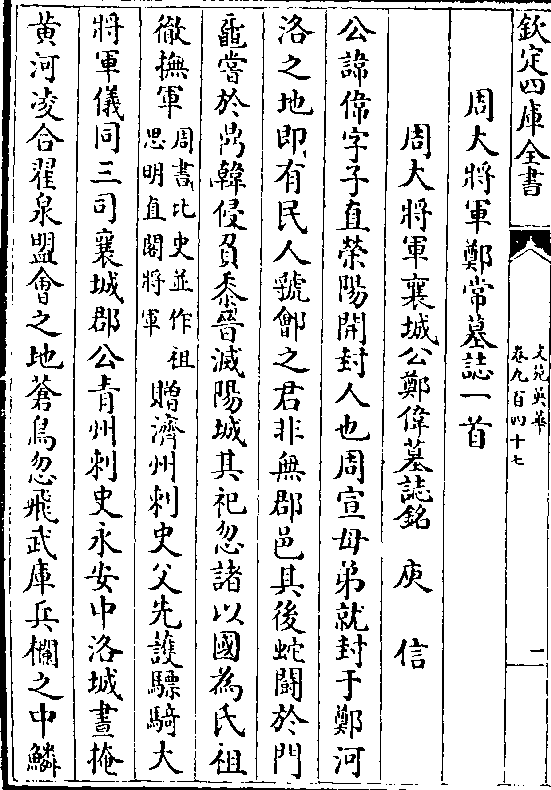 欽定四庫全書
文苑英華
卷九百四十七
一
周大將軍鄭常墓誌一首
周大將軍襄城公鄭偉墓誌銘 庾信
公諱偉字子直滎陽開封人也周宣母弟就封于鄭河
洛之地即有民人虢鄶之君非無郡邑其後蛇鬬於門
黿嘗於鼎韓侵負黍晉滅陽城其祀忽諸以國為氏祖
徹撫軍周書北史並作祖思明直閣將軍贈濟州刺史父先護驃騎大
將軍儀同三司襄城郡公青州刺史永安中洛城晝掩
黄河凌合翟泉盟會之地蒼鳥忽飛武庫兵欄之中鱗